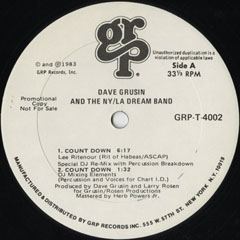 grp
© and ℗ 1983
GRP Records, Inc.
Unauthorized duplication is a
violation of applicable laws.
Side A
33⅓ RPM
DAVE GRUSIN
AND THE NY/LA DREAM BAND
Promotional
Copy
Not For Sale
GRP-T-4002
1. COUNT DOWN 6:17
Lee Ritenour (Rit of Habeas/ASCAP)
Special DJ Re-Mix with Percussion Breakdown
2. COUNT DOWN 1:32
DJ Mixing Elements
(Percussion and Voices for Chart I.D.)
Produced by Dave Grusin and Larry Rosen
for Grusin/Rosen Productions
Mastered by Herb Powers Jr.
MANUFACTURED & DISTRIBUTED BY GRP RECORDS INC. 555 W. 57TH ST. NEW YORK, N.Y. 10019